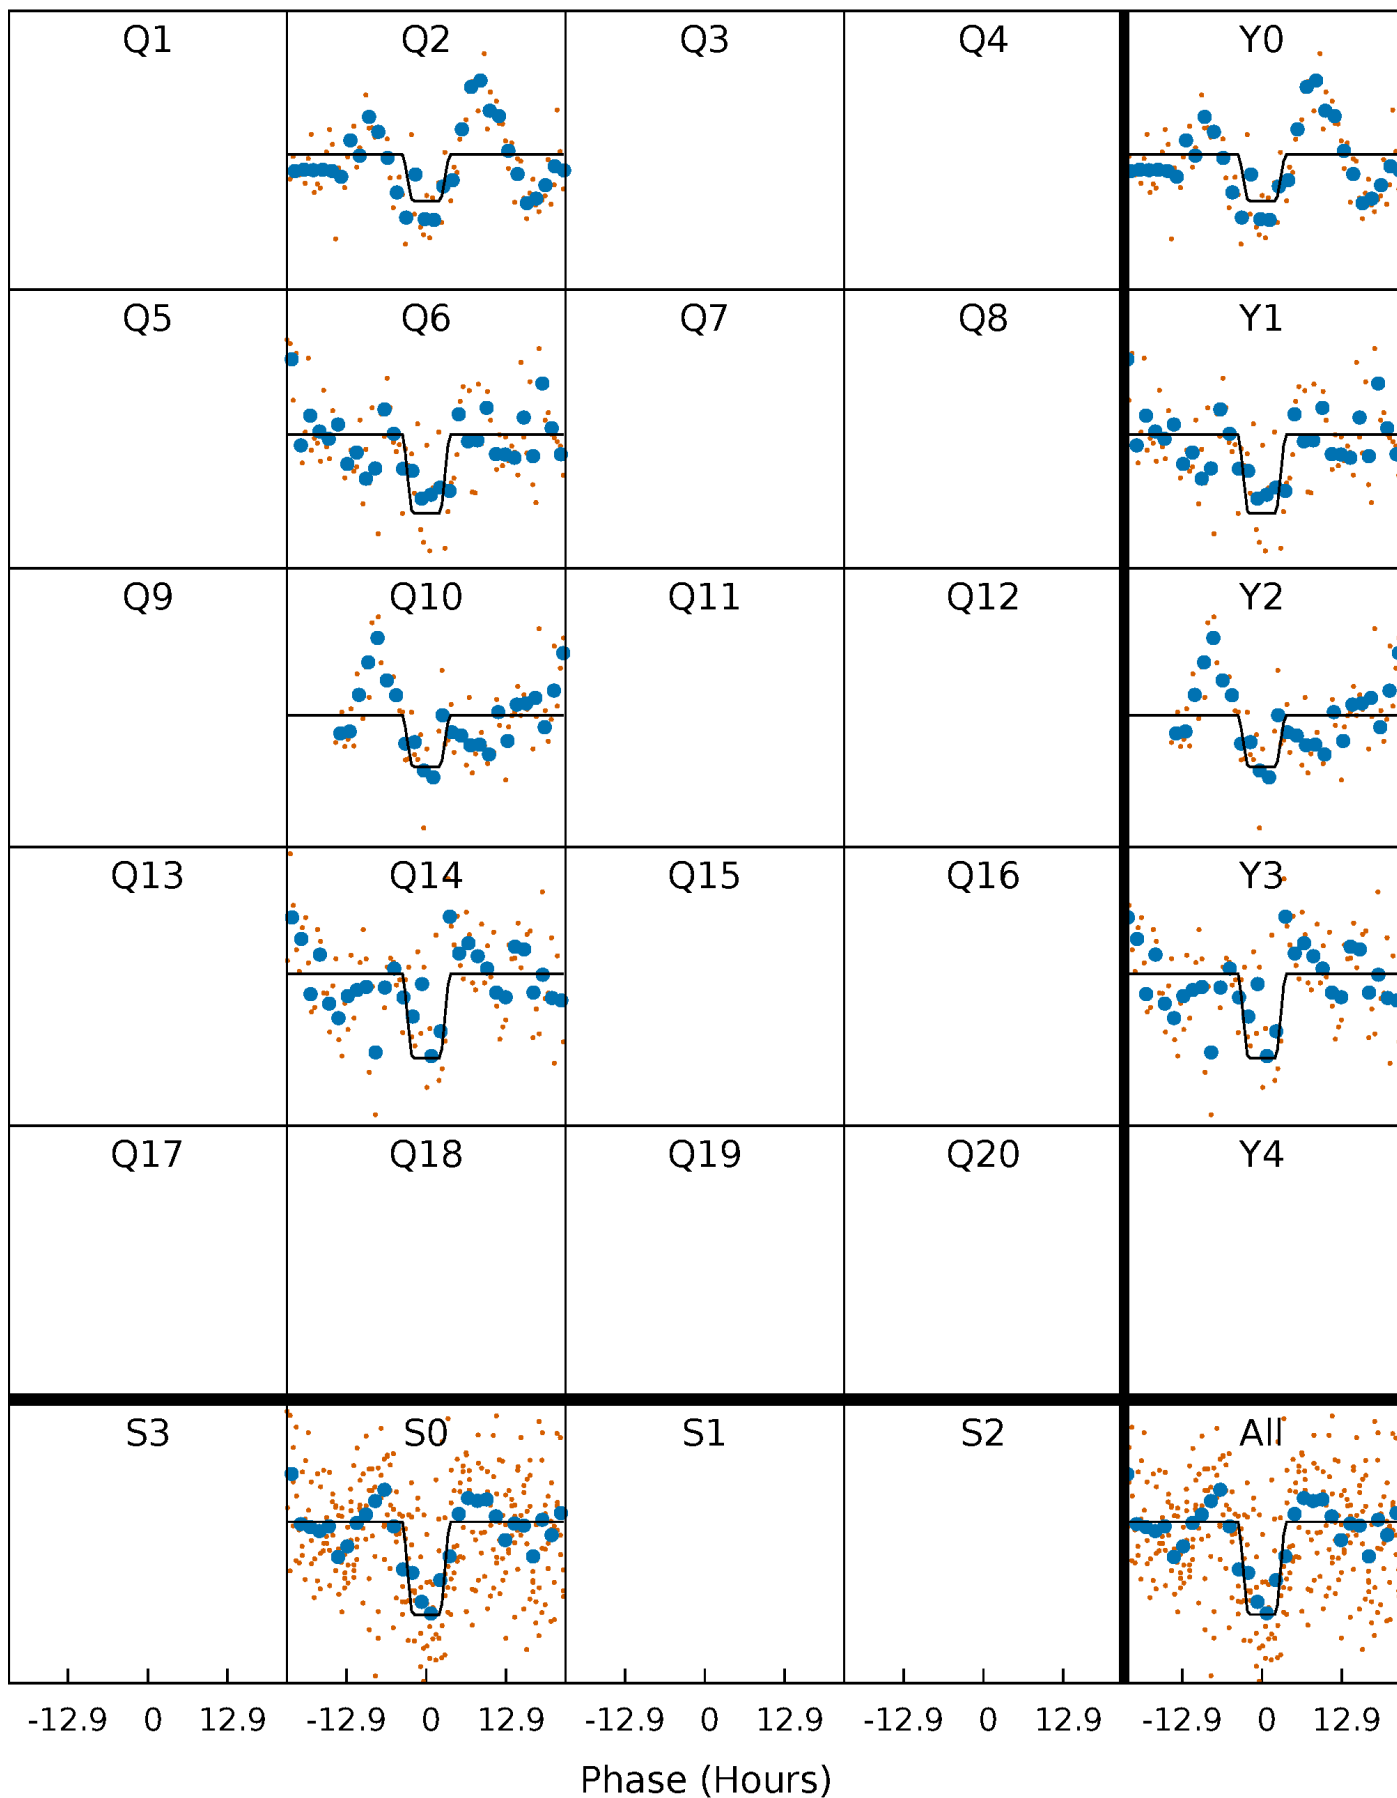 Q1 Q2 Q3 Q4 Y0
Q5 Q6 Q7 Q8 Y1
Q9 Q10 Q11 Q12 Y2
Q13 Q14 Q15 Q16 Y3
Q17 Q18 Q19 Q20 Y4
S3 S0 S1 S2 All
-12.9 0 12.9 -12.9 0 12.9 -12.9 0 12.9 -12.9 0 12.9 -12.9 0 12.9
Phase (Hours)